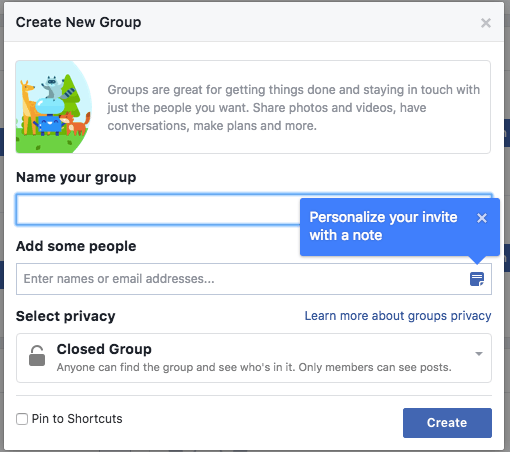 Create New Group
Groups are great for getting things done and staying in touch with
just the people you want. Share photos and videos, have
conversations, make plans and more.
Name your group
Personalize your invite
with a note
Add some people
Enter names or email addresses...
Select privacy
Learn more about groups privacy
Closed Group
Anyone can find the group and see who's in it. Only members can see posts.
Pin to Shortcuts
Create